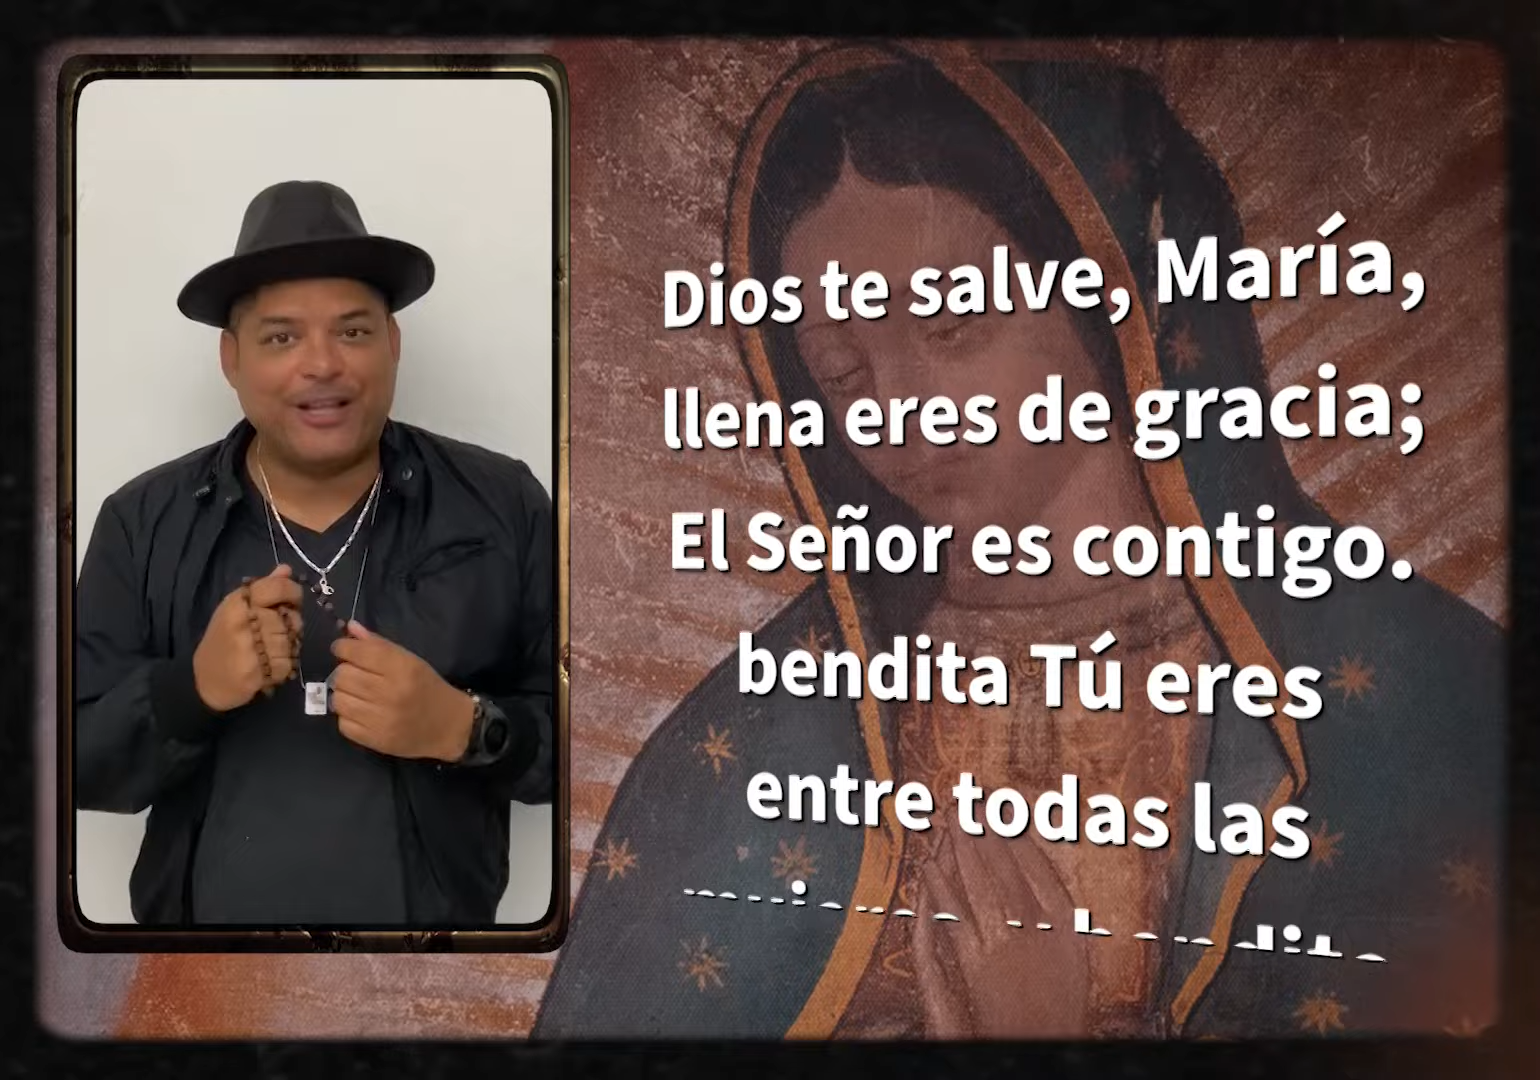 Dios te salve, María,
llena eres de gracia;
El Señor es contigo.
bendita Tú eres
entre todas las